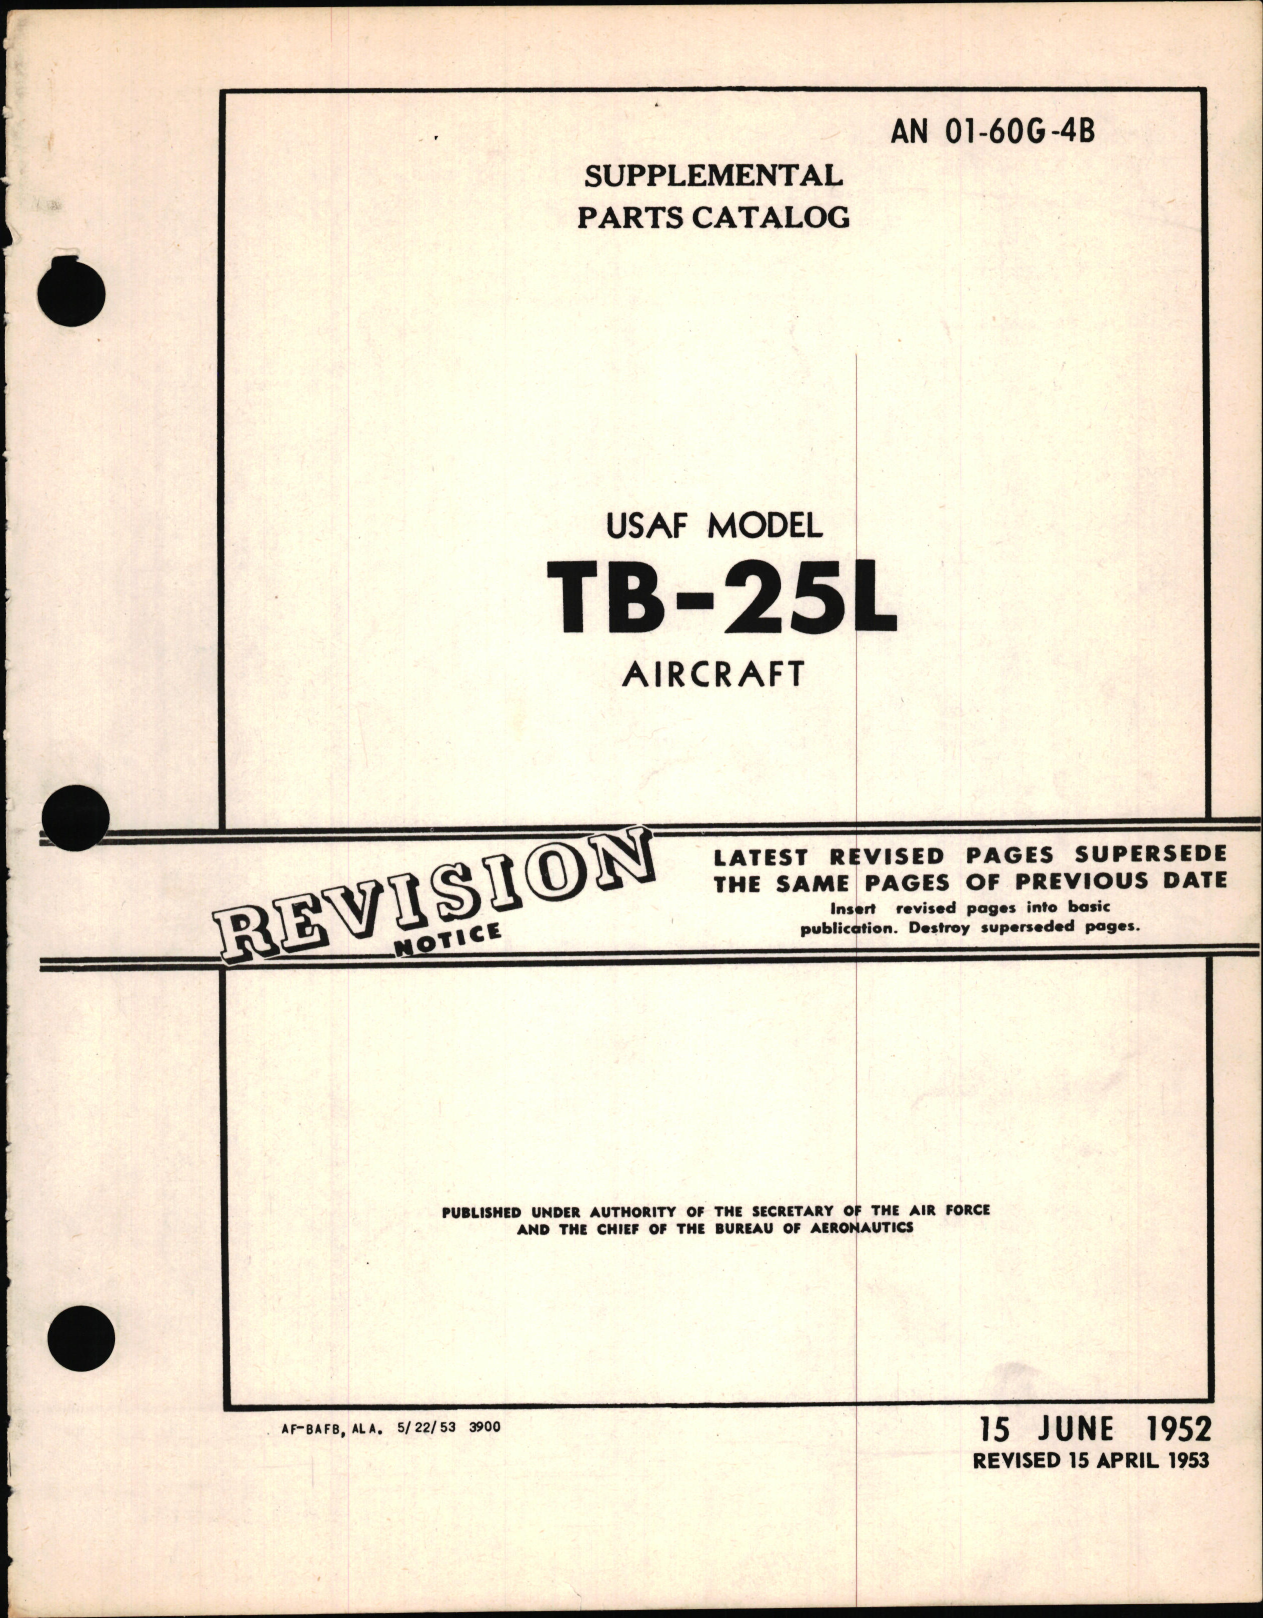 AN 01-60G-4B
SUPPLEMENTAL
PARTS CATALOG
USAF MODEL
TB-25L
AIRCRAFT
REVISION
NOTICE
LATEST REVISED PAGES SUPERSEDE
THE SAME PAGES OF PREVIOUS DATE
Insert revised pages into basic
publication. Destroy superseded pages.
PUBLISHED UNDER AUTHORITY OF THE SECRETARY OF THE AIR FORCE
AND THE CHIEF OF THE BUREAU OF AERONAUTICS
AF-BAFB, ALA. 5/22/53 3900
15 JUNE 1952
REVISED 15 APRIL 1953